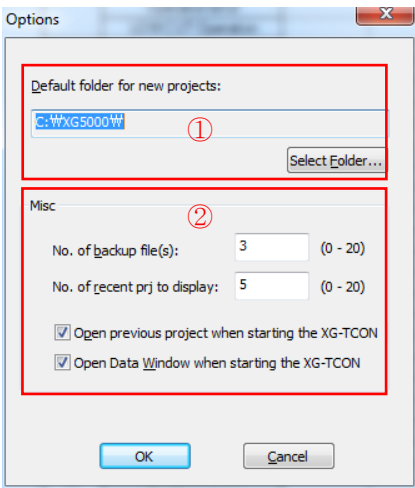 Options
Default folder for new projects:
C:₩XG5000₩
①
Select Folder...
Misc
②
No. of backup file(s): 3 (0 - 20)
No. of recent prj to display: 5 (0 - 20)
Open previous project when starting the XG-TCON
Open Data Window when starting the XG-TCON
OK Cancel